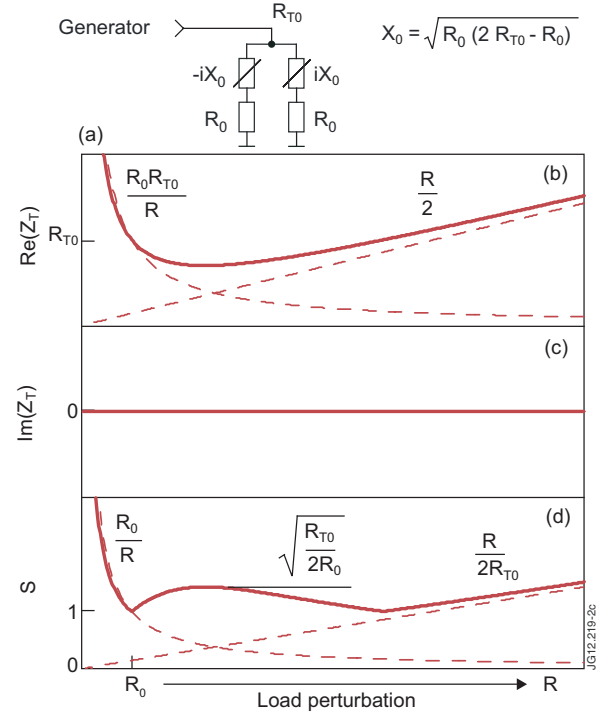 Generator
R_T0
X_0 = √R_0 (2 R_T0 - R_0)
-iX_0
iX_0
R_0
R_0
(a)
(b)
R_0R_T0
R
R
2
Re(Z_T)
R_T0
(c)
Im(Z_T)
0
(d)
R_0
R
√R_T0
2R_0
R
2R_T0
S
1
0
R_0
Load perturbation
R
JG12.219-2c